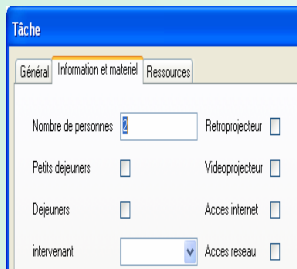 Tâche
Général Information et materiel Ressources
Nombre de personnes 2 Retroprojecteur
Petits dejeuners Videoprojecteur
Dejeuners Acces internet
intervenant Acces reseau